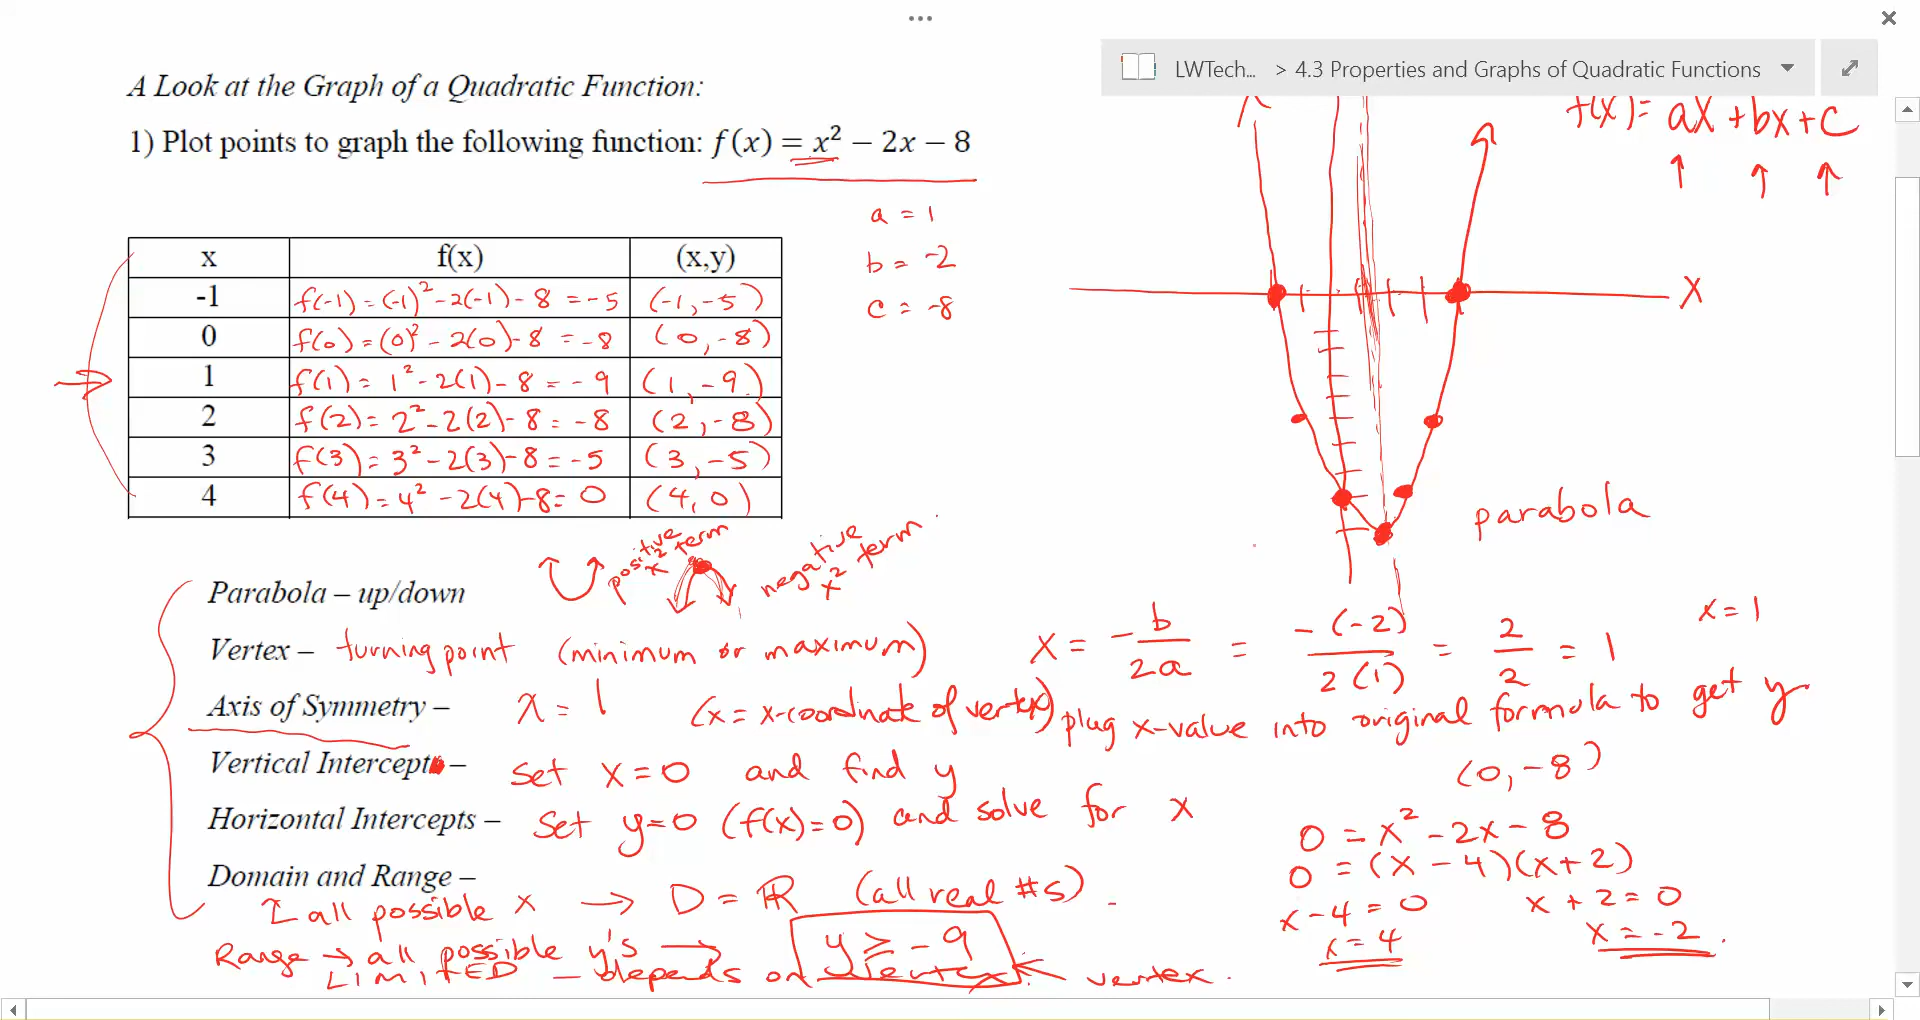 LWTech... > 4.3 Properties and Graphs of Quadratic Functions
A Look at the Graph of a Quadratic Function:
1) Plot points to graph the following function: f(x) = x² − 2x − 8
f(x) = ax + bx + c
a = 1
b = -2
c = -8
x f(x) (x,y)
-1 f(-1) = (-1)² - 2(-1) - 8 = -5 (-1, -5)
0 f(0) = (0)² - 2(0) - 8 = -8 (0, -8)
1 f(1) = 1² - 2(1) - 8 = -9 (1, -9)
2 f(2) = 2² - 2(2) - 8 = -8 (2, -8)
3 f(3) = 3² - 2(3) - 8 = -5 (3, -5)
4 f(4) = 4² - 2(4) - 8 = 0 (4, 0)
X
parabola
positive x² term
negative x² term
Parabola – up/down
Vertex – turning point (minimum or maximum) x = -b/2a = -(-2)/2(1) = 2/2 = 1
x = 1
Axis of Symmetry – x = 1 (x = x-coordinate of vertex) plug x-value into original formula to get y
Vertical Intercept – set x = 0 and find y (0, -8)
Horizontal Intercepts – set y = 0 (f(x) = 0) and solve for x
0 = x² - 2x - 8
0 = (x - 4)(x + 2)
x - 4 = 0 x + 2 = 0
x = 4 x = -2
Domain and Range –
↑ all possible x → D = ℝ (all real #s)
Range → all possible y's → y ≥ -9
LIMITED – depends on vertex ← vertex